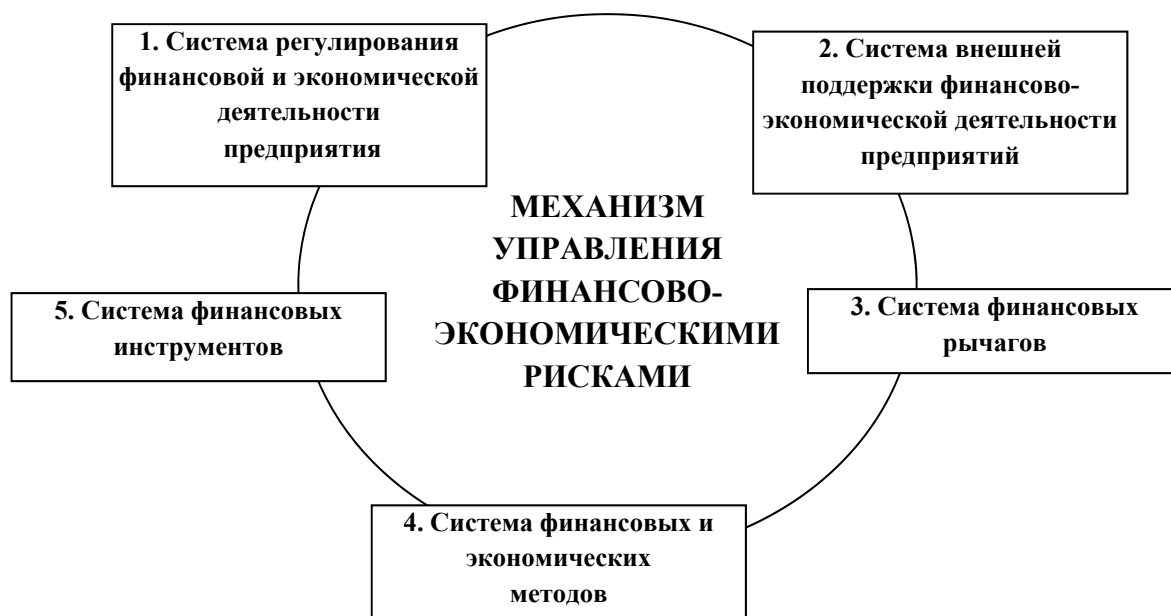 1. Система регулирования
финансовой и экономической
деятельности
предприятия
2. Система внешней
поддержки финансово-
экономической деятельности
предприятий
МЕХАНИЗМ
УПРАВЛЕНИЯ
ФИНАНСОВО-
ЭКОНОМИЧЕСКИМИ
РИСКАМИ
5. Система финансовых
инструментов
3. Система финансовых
рычагов
4. Система финансовых и
экономических
методов